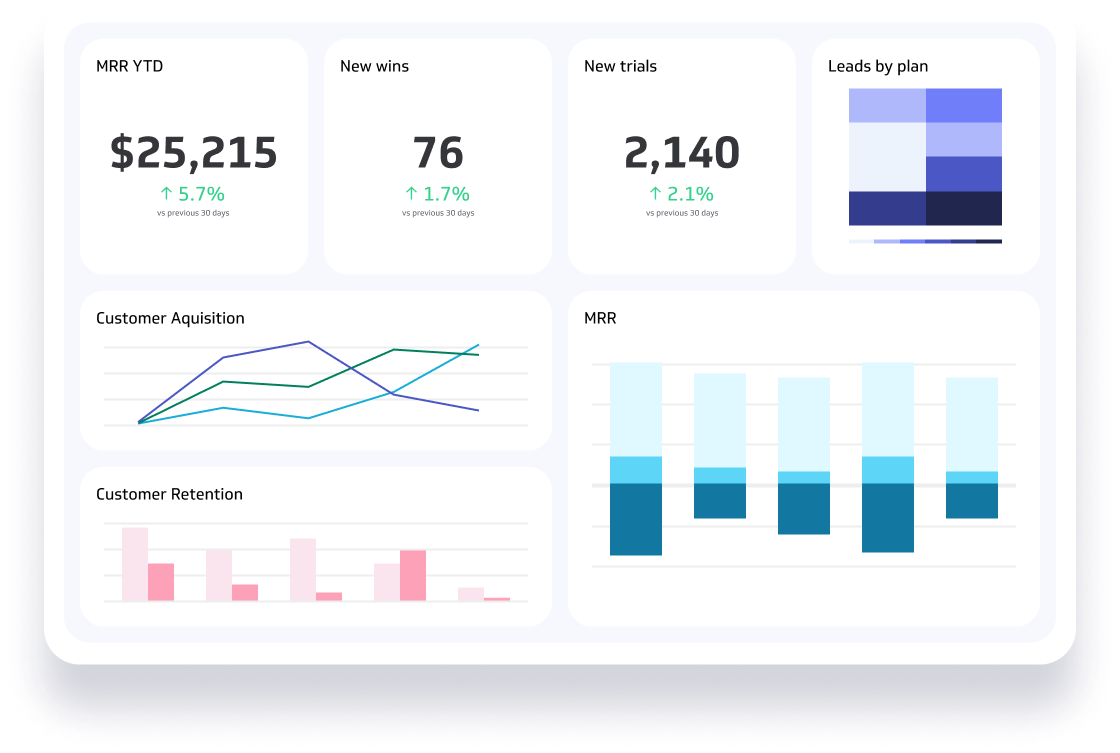 MRR YTD
$25,215
↑ 5.7%
vs previous 30 days
New wins
76
↑ 1.7%
vs previous 30 days
New trials
2,140
↑ 2.1%
vs previous 30 days
Leads by plan
Customer Aquisition
MRR
Customer Retention